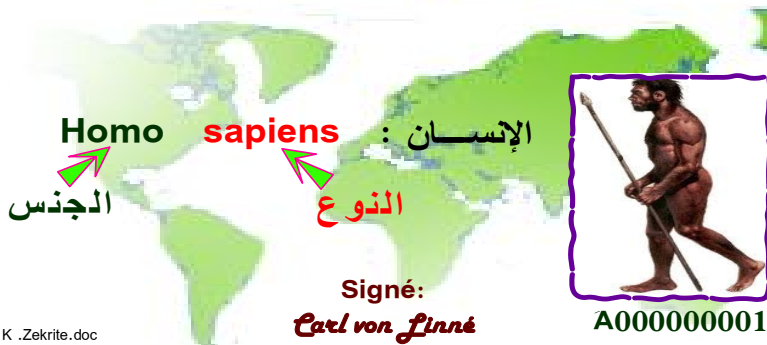 الإنســـان : Homo sapiens
الجنس
النوع
Signé:
Carl von Linné
A000000001
K .Zekrite.doc